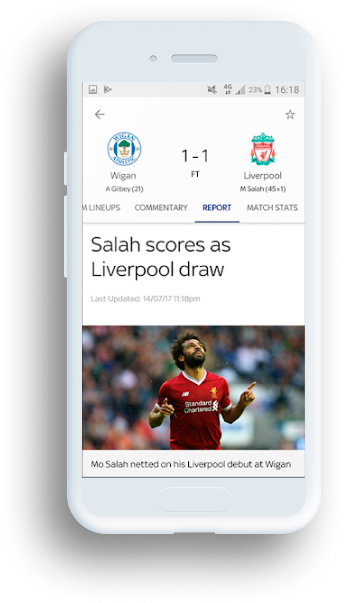 4G 23% 16:18
WIGAN
ATHLETIC
1 - 1
Wigan FT Liverpool
A Gilbey (21) M Salah (45+1)
M LINEUPS COMMENTARY REPORT MATCH STATS
Salah scores as
Liverpool draw
Last Updated: 14/07/17 11:18pm
Standard
Chartered
Mo Salah netted on his Liverpool debut at Wigan